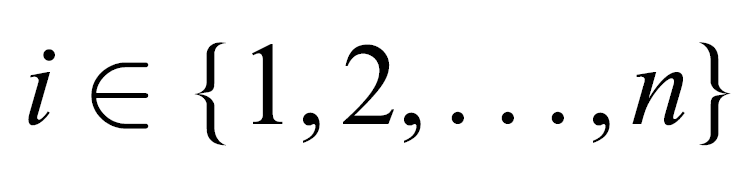 i ∈ {1,2,...,n}